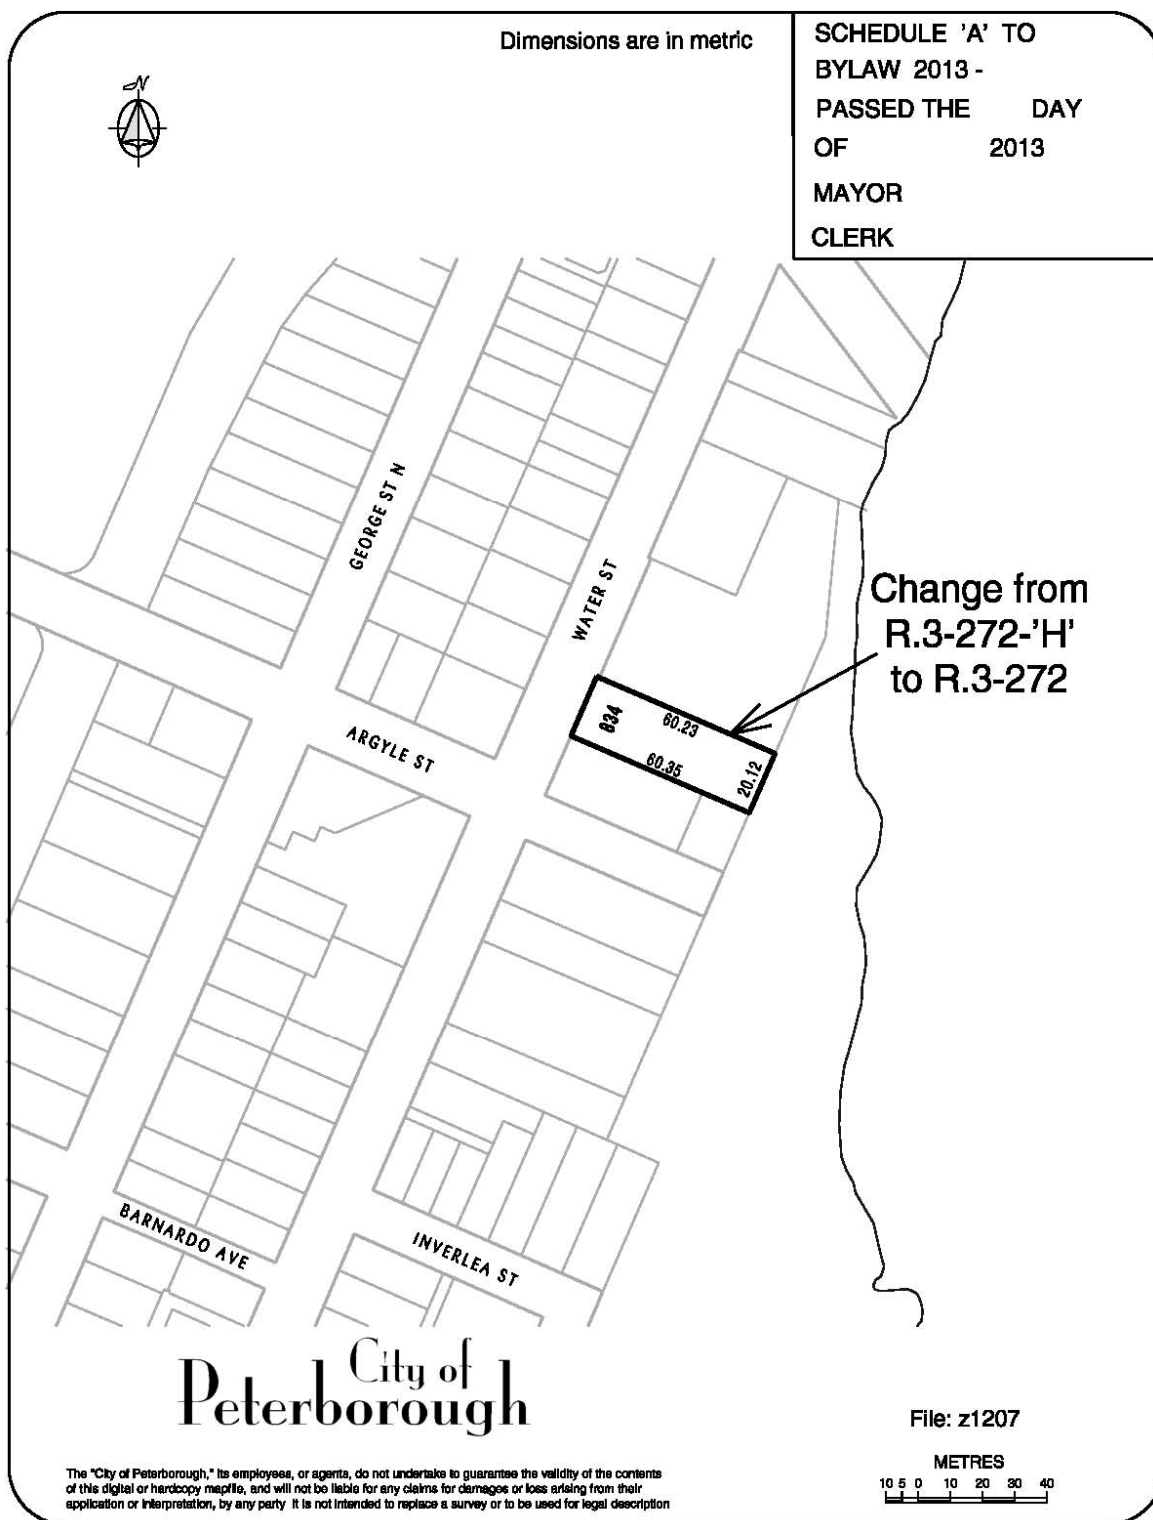 Dimensions are in metric
SCHEDULE 'A' TO
BYLAW 2013 -
PASSED THE DAY
OF 2013
MAYOR
CLERK
N
GEORGE ST N
WATER ST
Change from
R.3-272-'H'
to R.3-272
834
60.23
60.35
20.12
ARGYLE ST
BARNARDO AVE
INVERLEA ST
City of
Peterborough
File: z1207
The "City of Peterborough," its employees, or agents, do not undertake to guarantee the validity of the contents
of this digital or hardcopy mapfile, and will not be liable for any claims for damages or loss arising from their
application or interpretation, by any party It is not intended to replace a survey or to be used for legal description
METRES
10 5 0 10 20 30 40